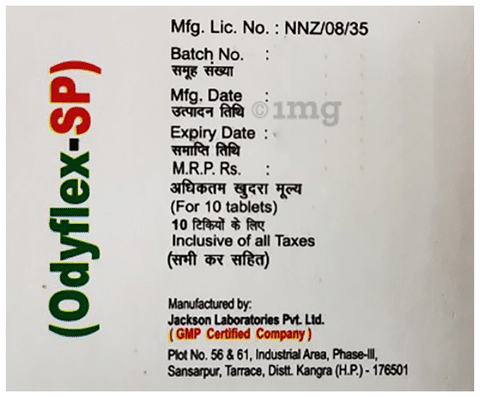 (Odyflex-SP)
Mfg. Lic. No. : NNZ/08/35
Batch No. :
समूह संख्या
Mfg. Date :
उत्पादन तिथि
©1mg
Expiry Date :
समाप्ति तिथि
M.R.P. Rs. :
अधिकतम खुदरा मूल्य
(For 10 tablets)
10 टिकियों के लिए
Inclusive of all Taxes
(सभी कर सहित)
Manufactured by:
Jackson Laboratories Pvt. Ltd.
( GMP Certified Company )
Plot No. 56 & 61, Industrial Area, Phase-III,
Sansarpur, Tarrace, Distt. Kangra (H.P.) - 176501